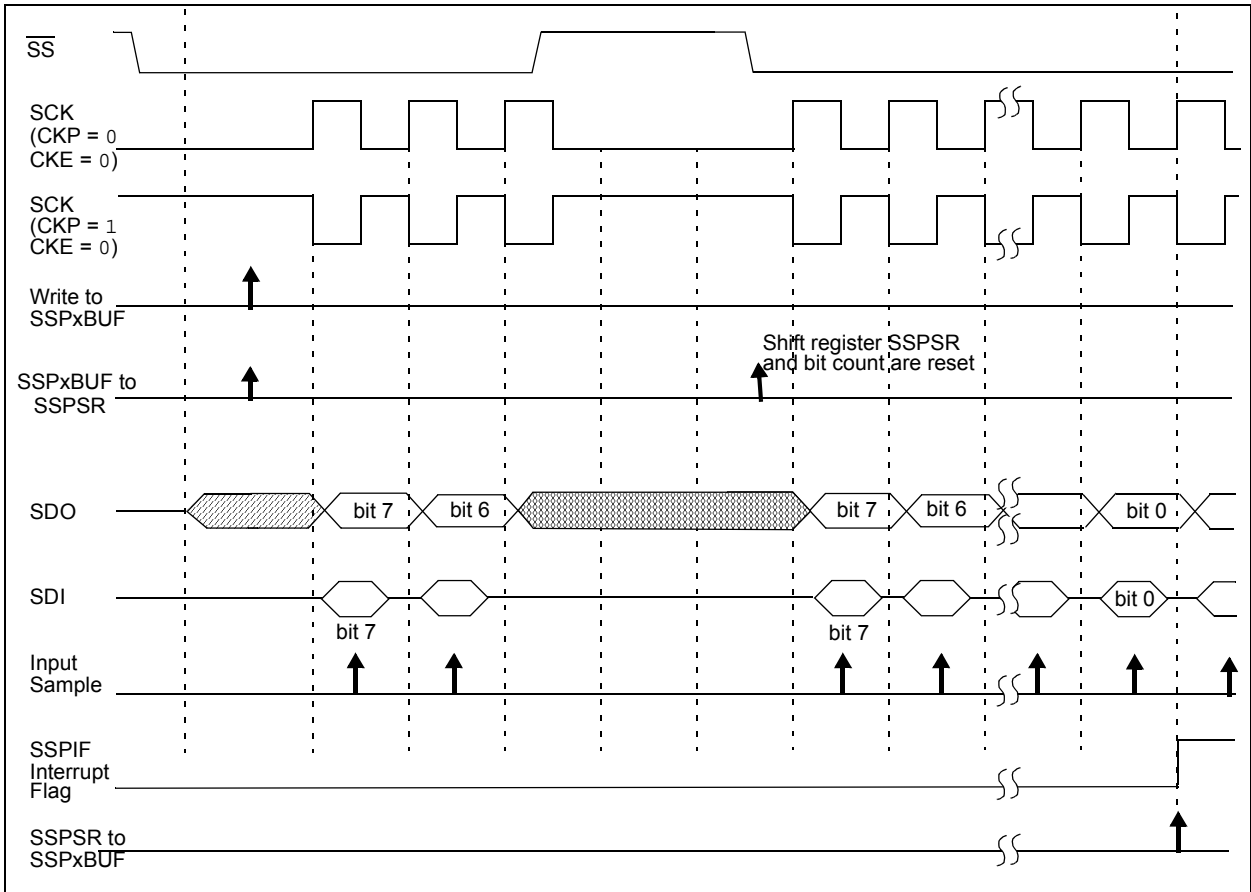 SS
SCK
(CKP = 0
CKE = 0)
SCK
(CKP = 1
CKE = 0)
Write to
SSPxBUF
Shift register SSPSR
and bit count are reset
SSPxBUF to
SSPSR
SDO
bit 7
bit 6
bit 7
bit 6
bit 0
SDI
bit 0
bit 7
bit 7
Input
Sample
SSPIF
Interrupt
Flag
SSPSR to
SSPxBUF